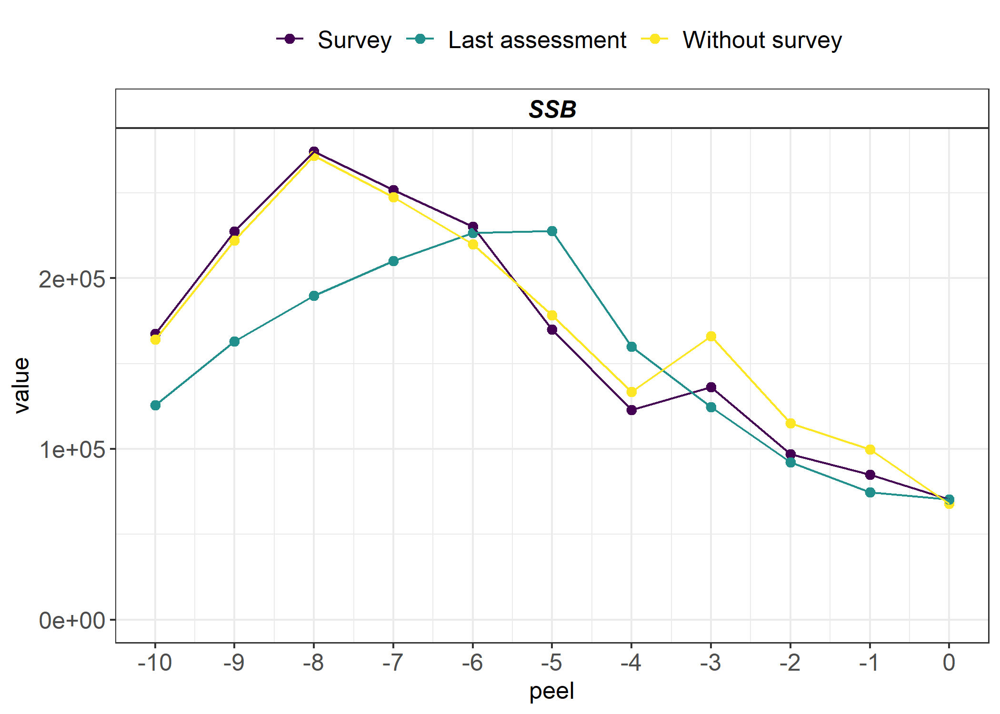 Survey Last assessment Without survey
SSB
value
2e+05
1e+05
0e+00
-10 -9 -8 -7 -6 -5 -4 -3 -2 -1 0
peel